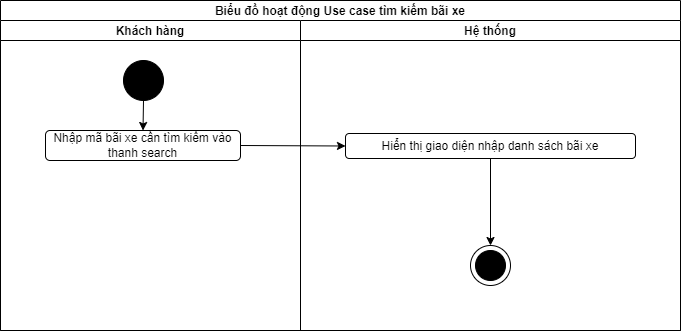 Biểu đồ hoạt động Use case tìm kiếm bãi xe
Khách hàng
Hệ thống
Nhập mã bãi xe cần tìm kiếm vào
thanh search
Hiển thị giao diện nhập danh sách bãi xe